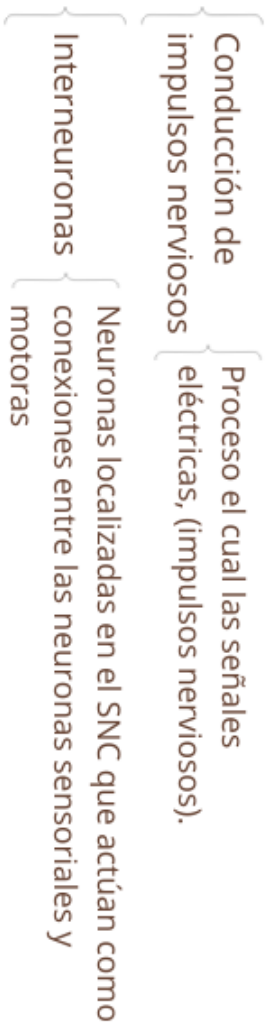 Conducción de
impulsos nerviosos
Proceso el cual las señales
eléctricas, (impulsos nerviosos).
Interneuronas
Neuronas localizadas en el SNC que actúan como
conexiones entre las neuronas sensoriales y
motoras